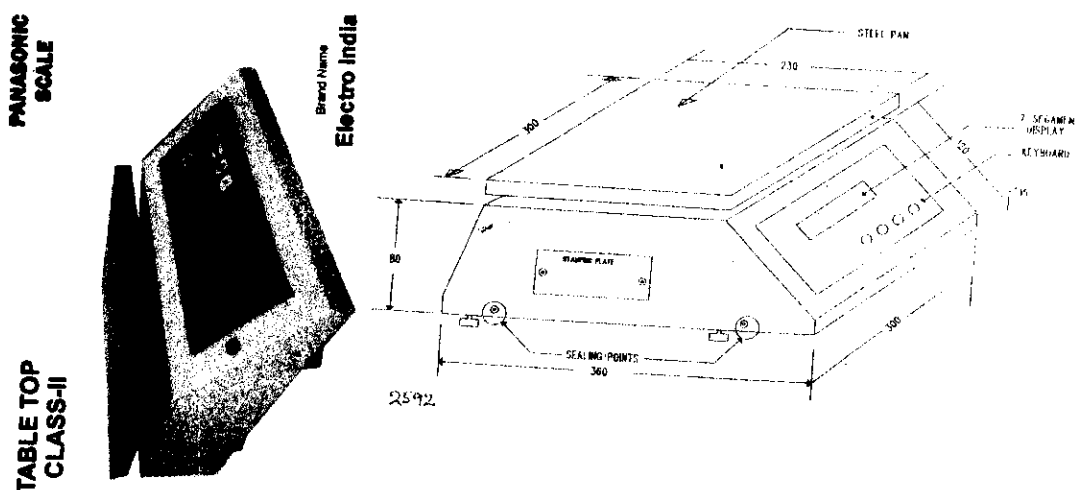 PANASONIC
SCALE
Brand Name
Electro India
TABLE TOP
CLASS-II
STEEL PAN
230
300
7 SEGAMEN
DISPLAY
KEYBOARD
120
80
STAMPING PLATE
SEALING POINTS
360
300
2592